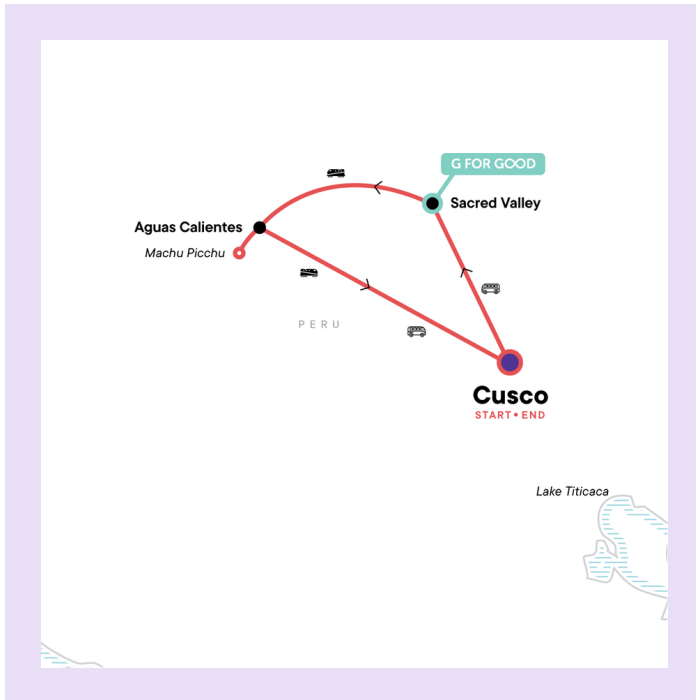 G FOR GOOD
Sacred Valley
Aguas Calientes
Machu Picchu
PERU
Cusco
START • END
Lake Titicaca